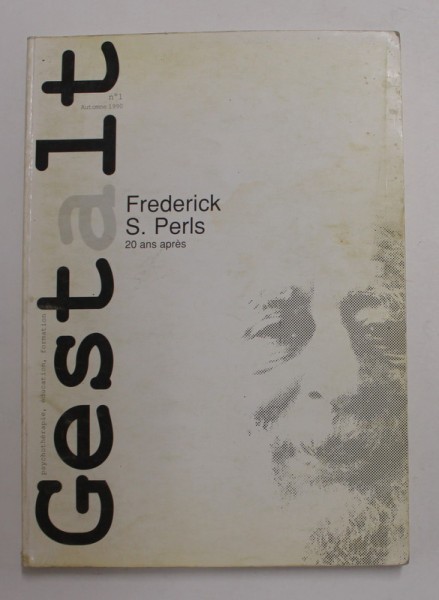 Gestalt
n°1
Automne 1990
psychothérapie, éducation, formation
Frederick
S. Perls
20 ans après